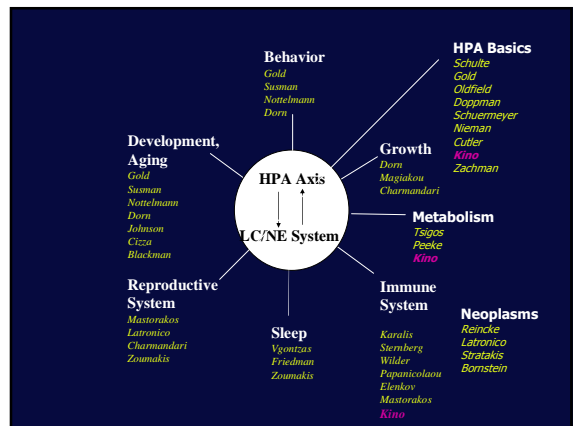 Behavior
Gold
Susman
Nottelmann
Dorn
HPA Basics
Schulte
Gold
Oldfield
Doppman
Schuermeyer
Nieman
Cutler
Kino
Zachman
Development,
Aging
Gold
Susman
Nottelmann
Dorn
Johnson
Cizza
Blackman
Growth
Dorn
Magiakou
Charmandari
HPA Axis
LC/NE System
Metabolism
Tsigos
Peeke
Kino
Reproductive
System
Mastorakos
Latronico
Charmandari
Zoumakis
Sleep
Vgontzas
Friedman
Zoumakis
Immune
System
Karalis
Sternberg
Wilder
Papanicolaou
Elenkov
Mastorakos
Kino
Neoplasms
Reincke
Latronico
Stratakis
Bornstein